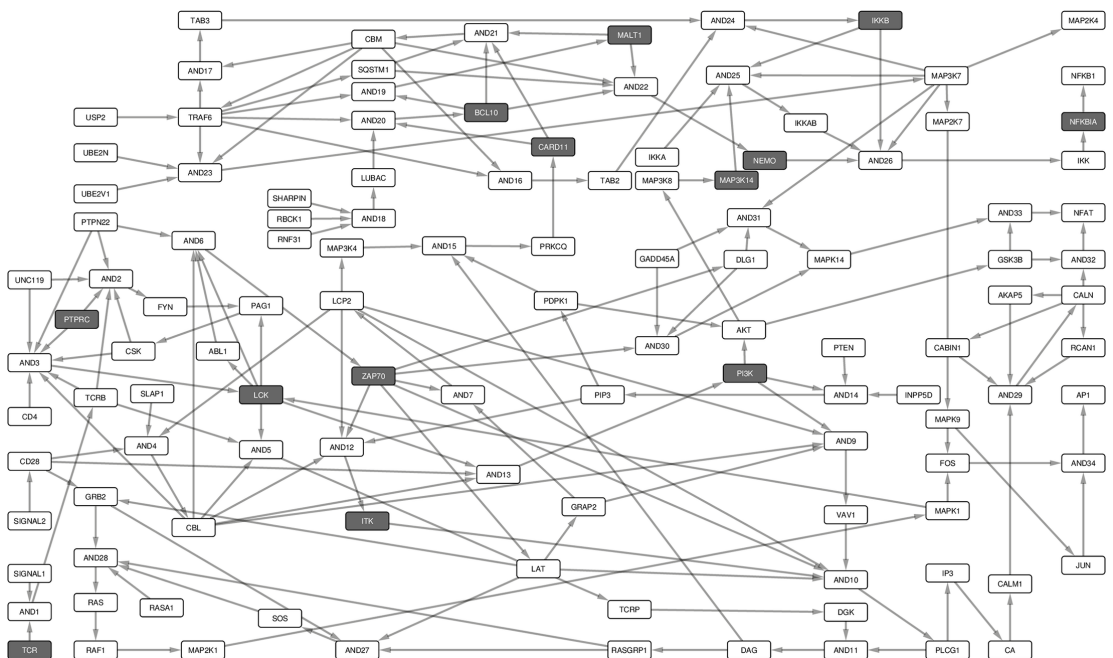 TAB3
AND24
IKKB
MAP2K4
CBM
AND21
MALT1
AND17
SQSTM1
AND25
MAP3K7
NFKB1
AND19
AND22
USP2
TRAF6
AND20
BCL10
IKKAB
MAP2K7
NFKBIA
UBE2N
CARD11
IKKA
NEMO
AND26
IKK
AND23
LUBAC
AND16
TAB2
MAP3K8
MAP3K14
UBE2V1
SHARPIN
RBCK1
AND18
RNF31
PTPN22
AND31
AND33
NFAT
AND6
MAP3K4
AND15
PRKCQ
GADD45A
DLG1
MAPK14
GSK3B
AND32
UNC119
AND2
FYN
PAG1
LCP2
PDPK1
AKAP5
CALN
PTPRC
AKT
CSK
ABL1
AND30
PTEN
CABIN1
RCAN1
AND3
ZAP70
PI3K
TCRB
SLAP1
LCK
AND7
PIP3
AND14
INPP5D
AND29
AP1
CD4
MAPK9
AND4
AND5
AND12
AND9
CD28
AND13
FOS
AND34
GRB2
GRAP2
SIGNAL2
CBL
ITK
VAV1
MAPK1
AND28
LAT
JUN
SIGNAL1
AND10
IP3
CALM1
RAS
RASA1
AND1
SOS
TCRP
DGK
TCR
RAF1
MAP2K1
AND27
RASGRP1
DAG
AND11
PLCG1
CA